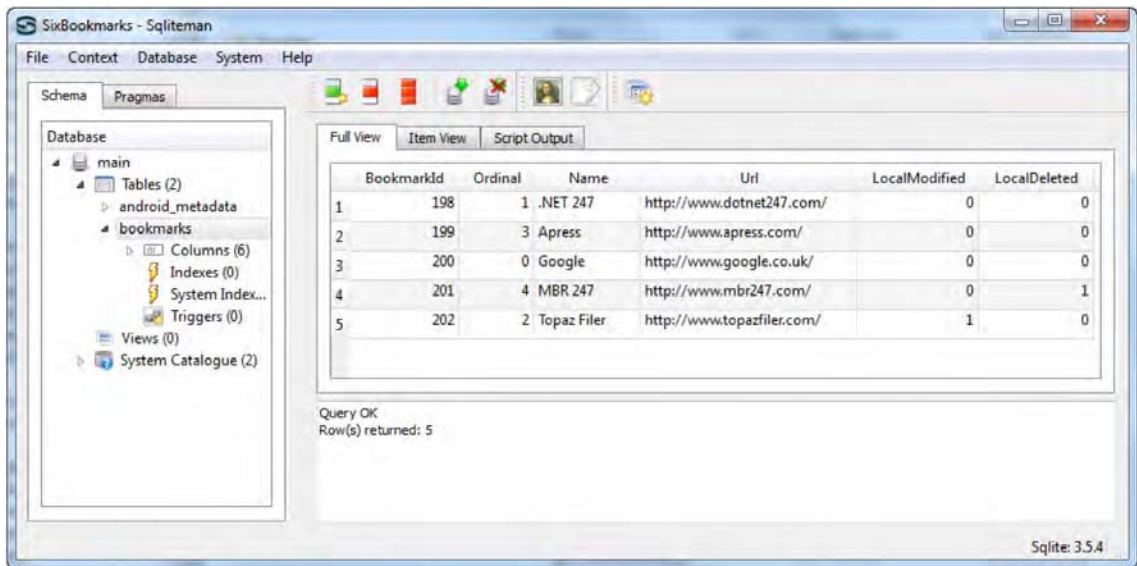 SixBookmarks - Sqliteman
File Context Database System Help
Schema Pragmas
Database
main
Tables (2)
android_metadata
bookmarks
Columns (6)
Indexes (0)
System Index...
Triggers (0)
Views (0)
System Catalogue (2)
Full View Item View Script Output
BookmarkId Ordinal Name Url LocalModified LocalDeleted
1 198 1 .NET 247 http://www.dotnet247.com/ 0 0
2 199 3 Apress http://www.apress.com/ 0 0
3 200 0 Google http://www.google.co.uk/ 0 0
4 201 4 MBR 247 http://www.mbr247.com/ 0 1
5 202 2 Topaz Filer http://www.topazfiler.com/ 1 0
Query OK
Row(s) returned: 5
Sqlite: 3.5.4